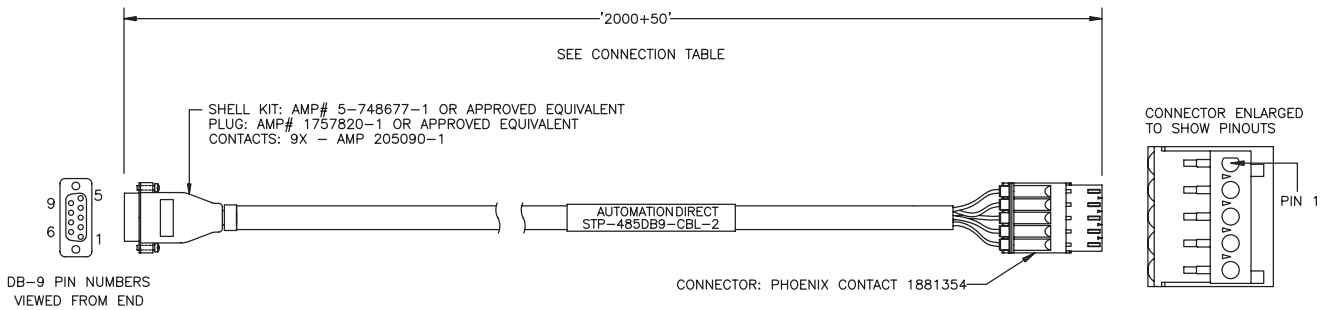 '2000+50'
SEE CONNECTION TABLE
SHELL KIT: AMP# 5-748677-1 OR APPROVED EQUIVALENT
PLUG: AMP# 1757820-1 OR APPROVED EQUIVALENT
CONTACTS: 9X - AMP 205090-1
CONNECTOR ENLARGED
TO SHOW PINOUTS
9
5
6
1
PIN 1
AUTOMATIONDIRECT
STP-485DB9-CBL-2
DB-9 PIN NUMBERS
VIEWED FROM END
CONNECTOR: PHOENIX CONTACT 1881354